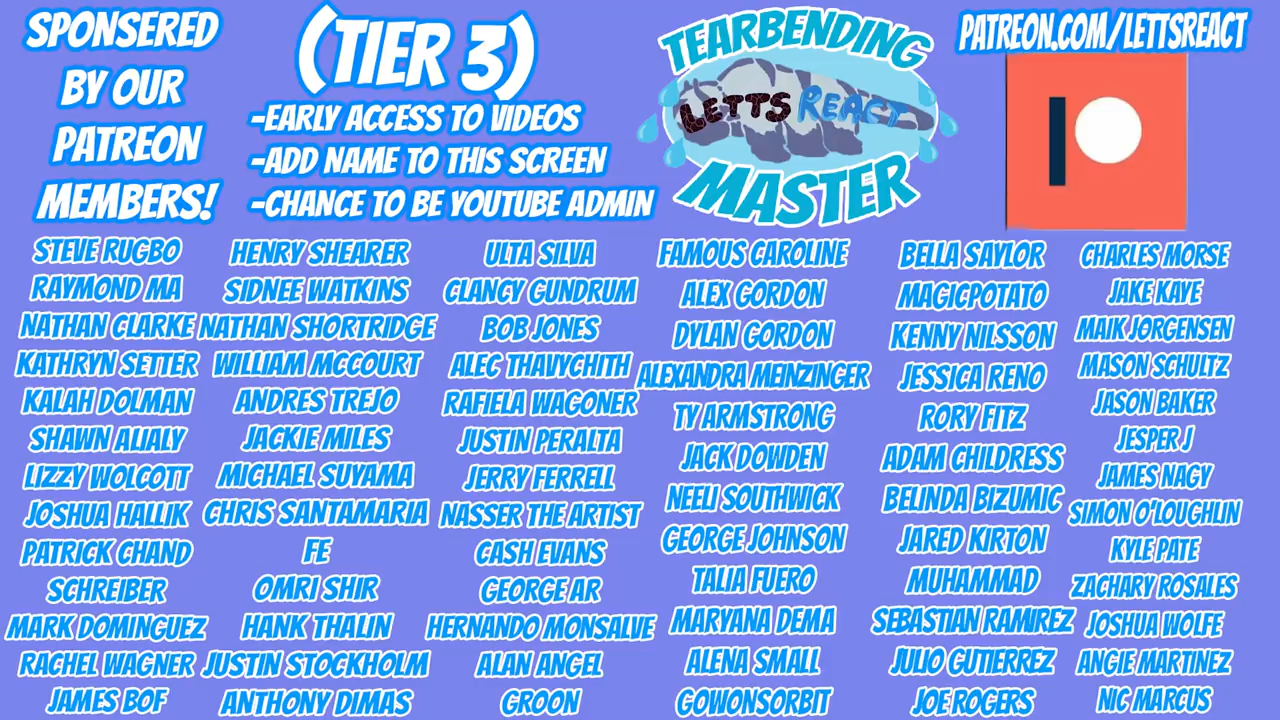 SPONSERED
BY OUR
PATREON
MEMBERS!
(TIER 3)
-EARLY ACCESS TO VIDEOS
-ADD NAME TO THIS SCREEN
-CHANCE TO BE YOUTUBE ADMIN
TEARBENDING
LETTS REACT
MASTER
PATREON.COM/LETTSREACT
STEVE RUGBO
RAYMOND MA
NATHAN CLARKE
KATHRYN SETTER
KALAH DOLMAN
SHAWN ALIALY
LIZZY WOLCOTT
JOSHUA HALLIK
PATRICK CHAND
SCHREIBER
MARK DOMINGUEZ
RACHEL WAGNER
JAMES BOF
HENRY SHEARER
SIDNEE WATKINS
NATHAN SHORTRIDGE
WILLIAM MCCOURT
ANDRES TREJO
JACKIE MILES
MICHAEL SUYAMA
CHRIS SANTAMARIA
FE
OMRI SHIR
HANK THALIN
JUSTIN STOCKHOLM
ANTHONY DIMAS
ULTA SILVA
CLANCY GUNDRUM
BOB JONES
ALEC THAVYCHITH
RAFIELA WAGONER
JUSTIN PERALTA
JERRY FERRELL
NASSER THE ARTIST
CASH EVANS
GEORGE AR
HERNANDO MONSALVE
ALAN ANGEL
GROON
FAMOUS CAROLINE
ALEX GORDON
DYLAN GORDON
ALEXANDRA MEINZINGER
TY ARMSTRONG
JACK DOWDEN
NEELI SOUTHWICK
GEORGE JOHNSON
TALIA FUERO
MARYANA DEMA
ALENA SMALL
GOWONSORBIT
BELLA SAYLOR
MAGICPOTATO
KENNY NILSSON
JESSICA RENO
RORY FITZ
ADAM CHILDRESS
BELINDA BIZUMIC
JARED KIRTON
MUHAMMAD
SEBASTIAN RAMIREZ
JULIO GUTIERREZ
JOE ROGERS
CHARLES MORSE
JAKE KAYE
MAIK JØRGENSEN
MASON SCHULTZ
JASON BAKER
JESPER J
JAMES NAGY
SIMON O'LOUGHLIN
KYLE PATE
ZACHARY ROSALES
JOSHUA WOLFE
ANGIE MARTINEZ
NIC MARCUS